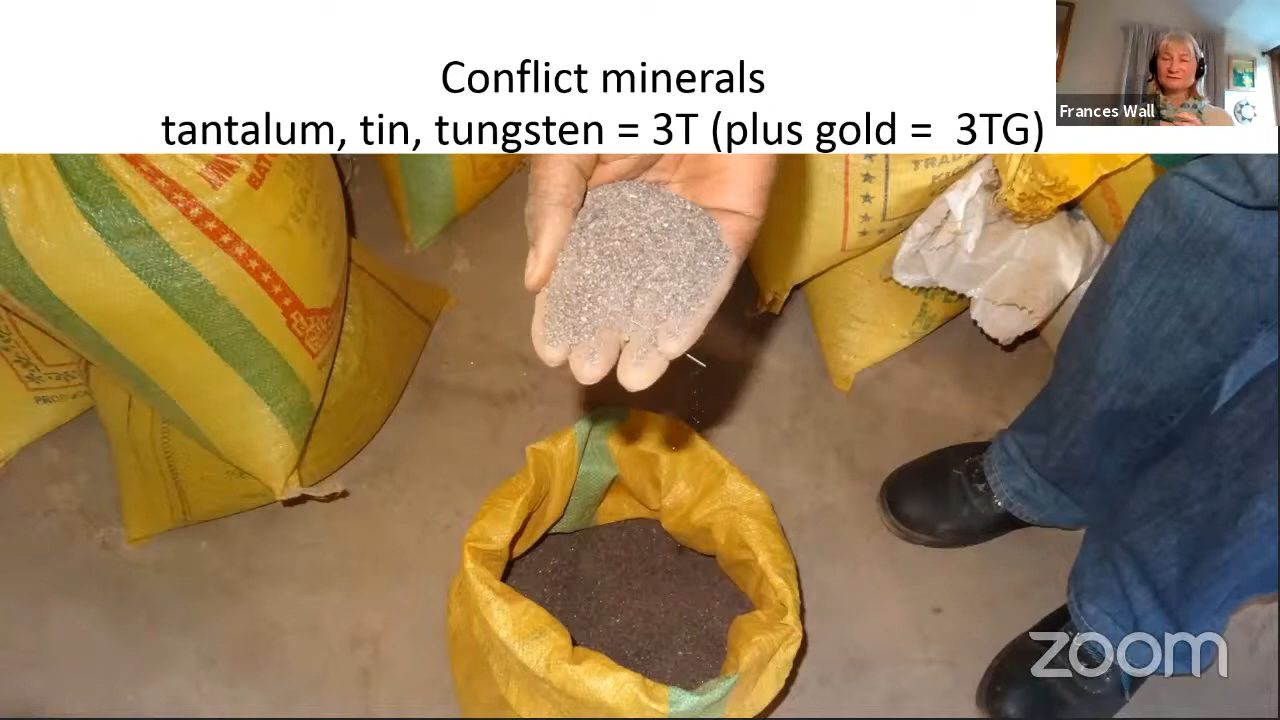 Conflict minerals
tantalum, tin, tungsten = 3T (plus gold =  3TG)
Frances Wall
zoom